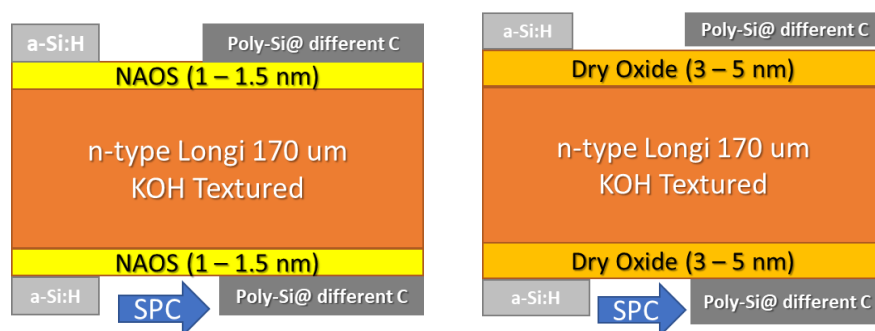 a-Si:H
Poly-Si@ different C
NAOS (1 – 1.5 nm)
n-type Longi 170 um
KOH Textured
NAOS (1 – 1.5 nm)
a-Si:H
SPC
Poly-Si@ different C
a-Si:H
Poly-Si@ different C
Dry Oxide (3 – 5 nm)
n-type Longi 170 um
KOH Textured
Dry Oxide (3 – 5 nm)
a-Si:H
SPC
Poly-Si@ different C